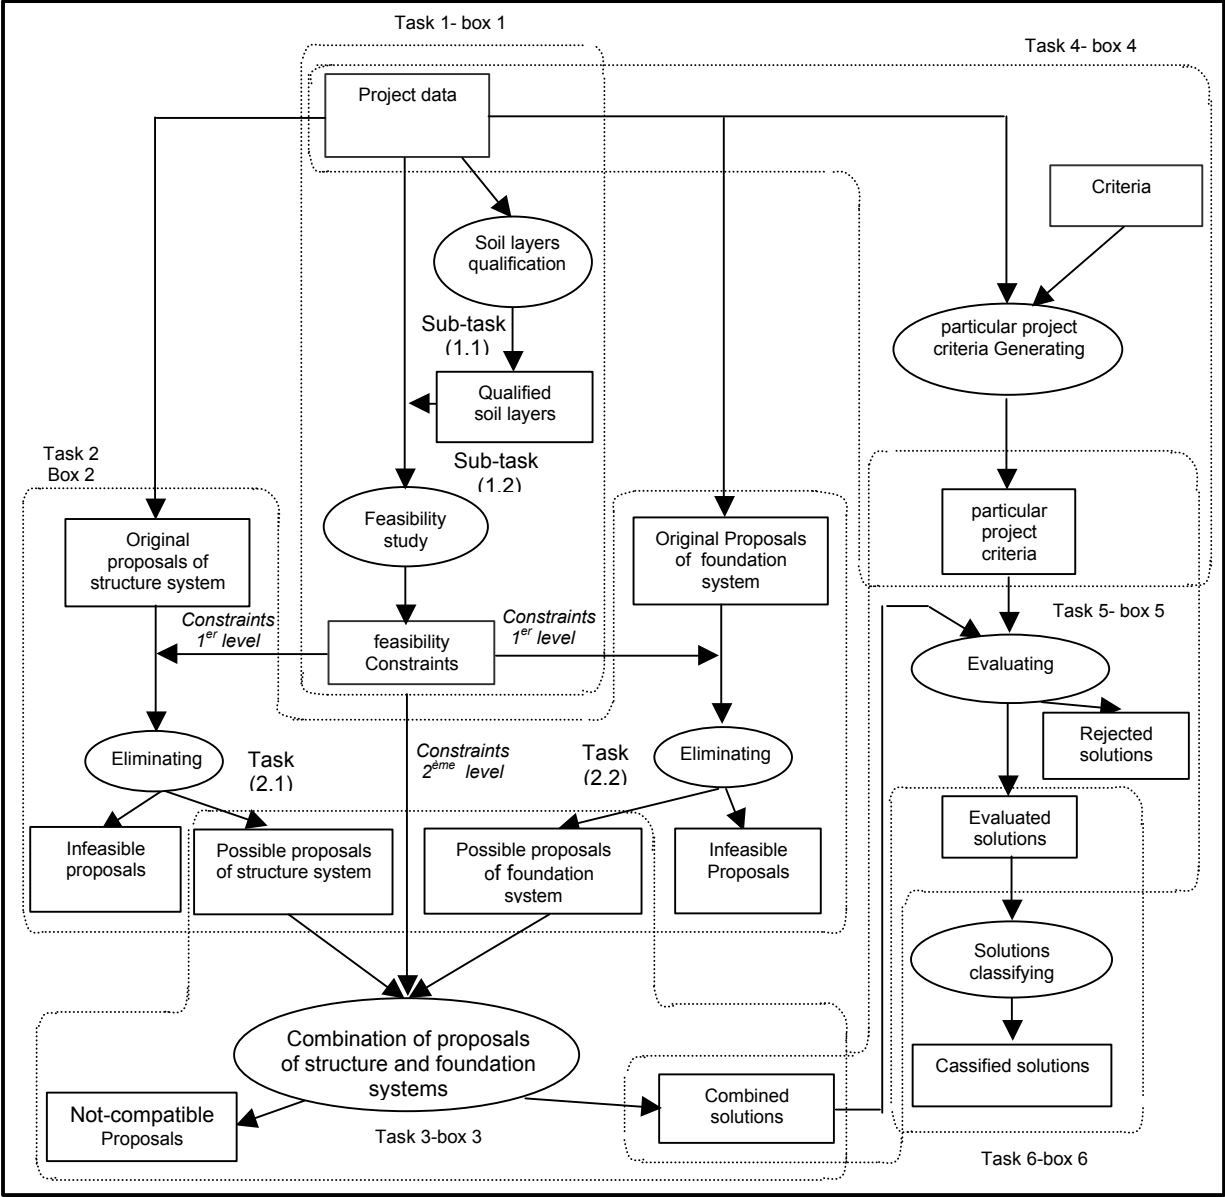 Task 1- box 1
Task 4- box 4
Project data
Criteria
Soil layers
qualification
Sub-task
(1.1)
particular project
criteria Generating
Qualified
soil layers
Sub-task
(1.2)
Task 2
Box 2
Feasibility
study
Original
proposals of
structure system
Original Proposals
of foundation
system
particular
project
criteria
Constraints
1er level
Constraints
1er level
feasibility
Constraints
Task 5- box 5
Evaluating
Rejected
solutions
Eliminating
Task
(2.1)
Constraints
2ème level
Task
(2.2)
Eliminating
Infeasible
proposals
Possible proposals
of structure system
Possible proposals
of foundation
system
Infeasible
Proposals
Evaluated
solutions
Solutions
classifying
Combination of proposals
of structure and foundation
systems
Cassified solutions
Not-compatible
Proposals
Combined
solutions
Task 3-box 3
Task 6-box 6